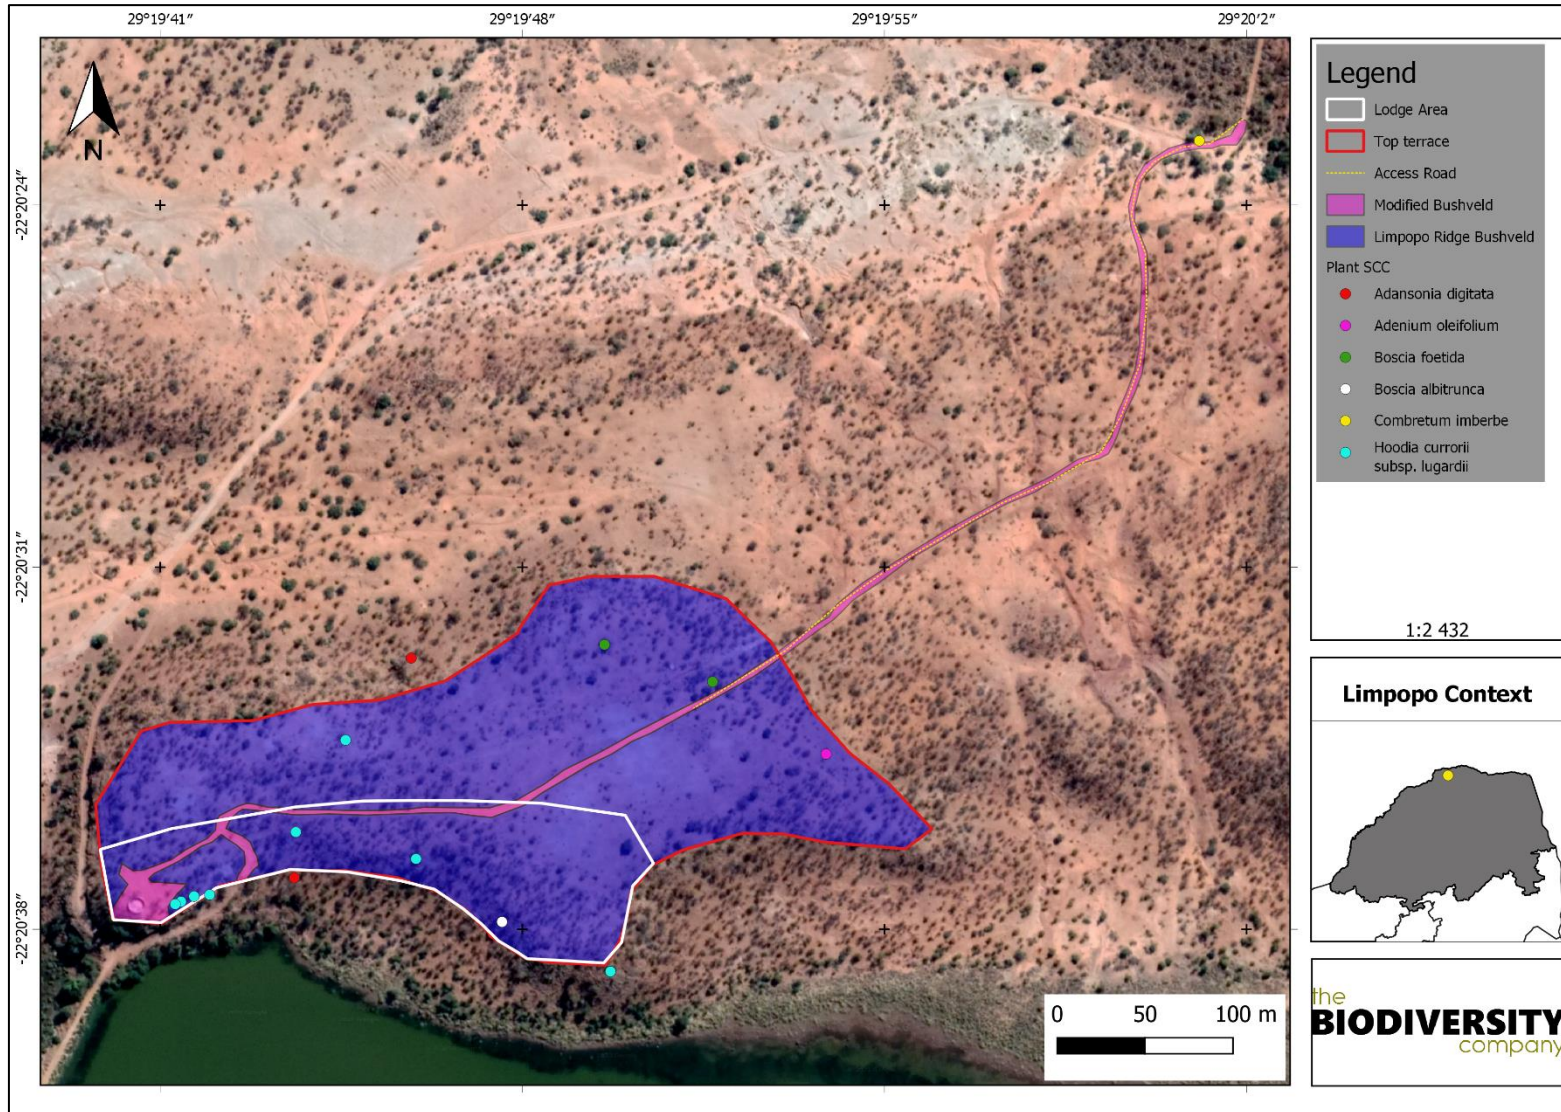 29°19′41″
29°19′48″
29°19′55″
29°20′2″
-22°20′24″
-22°20′31″
-22°20′38″
N
0 50 100 m
Legend
Lodge Area
Top terrace
Access Road
Modified Bushveld
Limpopo Ridge Bushveld
Plant SCC
Adansonia digitata
Adenium oleifolium
Boscia foetida
Boscia albitrunca
Combretum imberbe
Hoodia currorii
subsp. lugardii
1:2 432
Limpopo Context
the
BIODIVERSITY
company